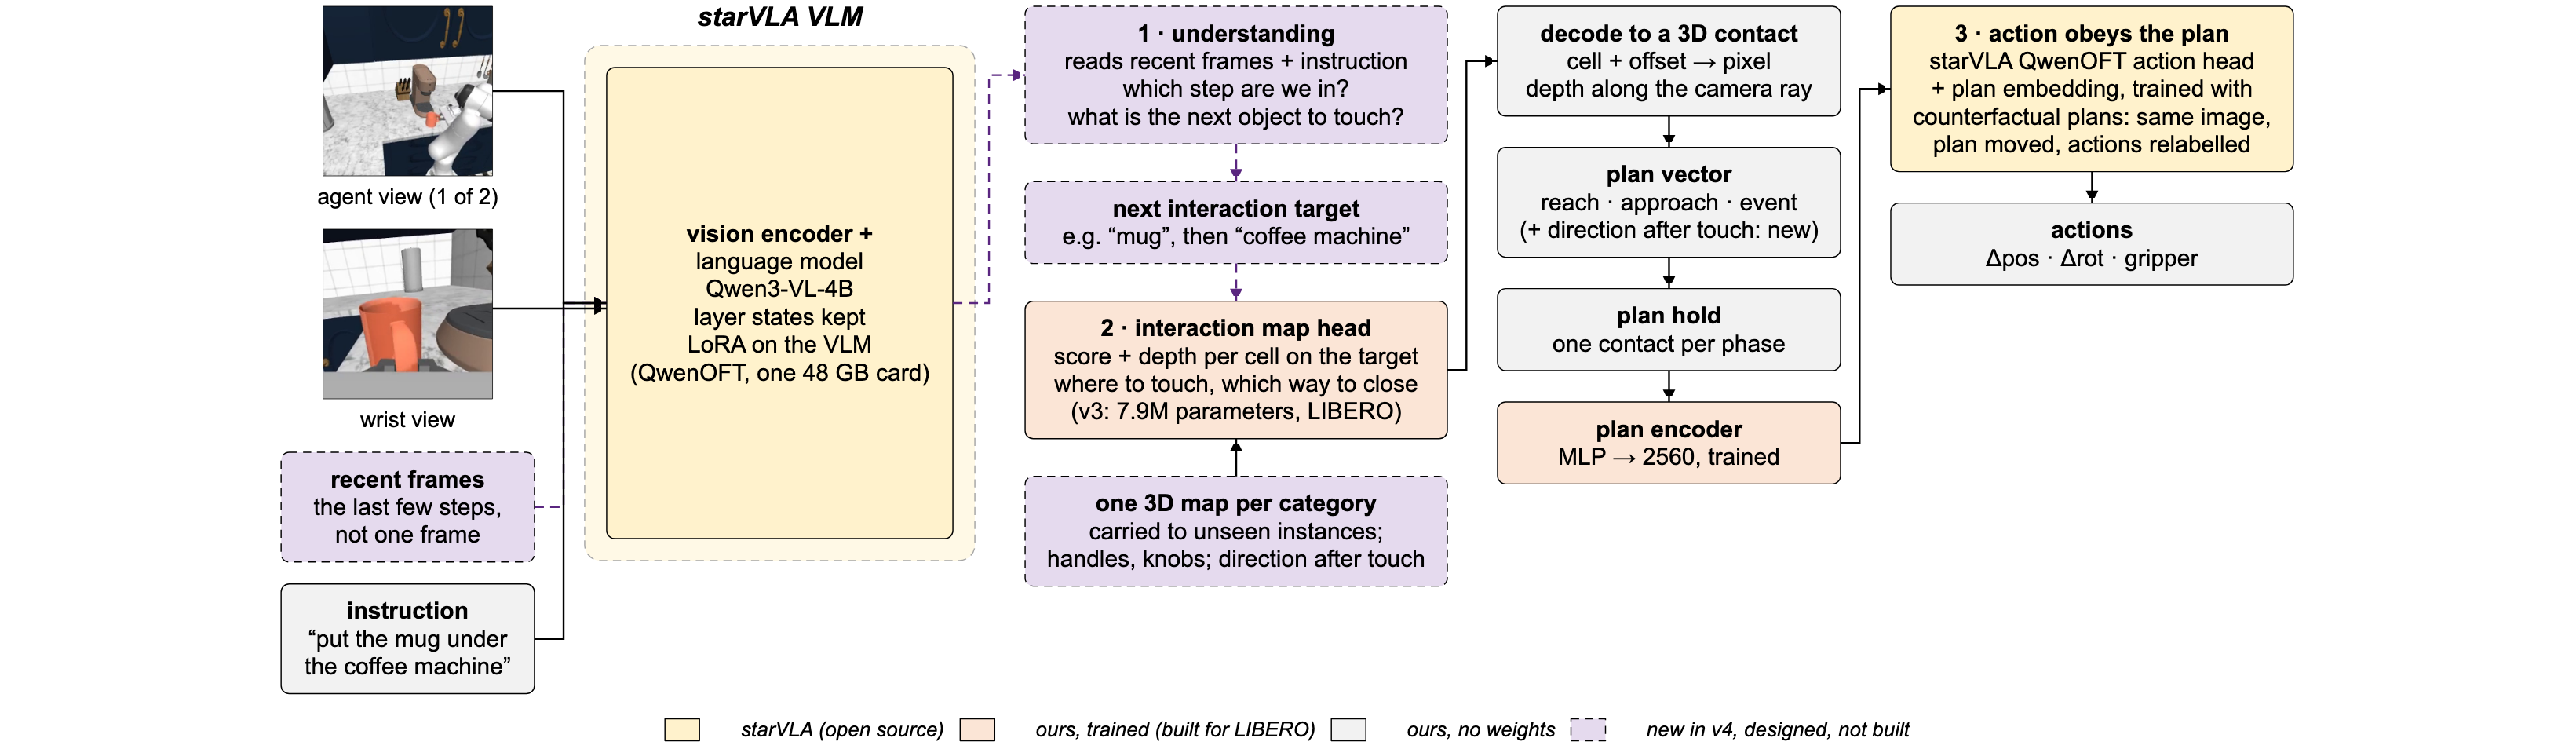 starVLA VLM
agent view (1 of 2)
wrist view
recent frames
the last few steps,
not one frame
instruction
“put the mug under
the coffee machine”
vision encoder +
language model
Qwen3-VL-4B
layer states kept
LoRA on the VLM
(QwenOFT, one 48 GB card)
1 · understanding
reads recent frames + instruction
which step are we in?
what is the next object to touch?
next interaction target
e.g. “mug”, then “coffee machine”
2 · interaction map head
score + depth per cell on the target
where to touch, which way to close
(v3: 7.9M parameters, LIBERO)
one 3D map per category
carried to unseen instances;
handles, knobs; direction after touch
decode to a 3D contact
cell + offset → pixel
depth along the camera ray
plan vector
reach · approach · event
(+ direction after touch: new)
plan hold
one contact per phase
plan encoder
MLP → 2560, trained
3 · action obeys the plan
starVLA QwenOFT action head
+ plan embedding, trained with
counterfactual plans: same image,
plan moved, actions relabelled
actions
Δpos · Δrot · gripper
starVLA (open source)
ours, trained (built for LIBERO)
ours, no weights
new in v4, designed, not built